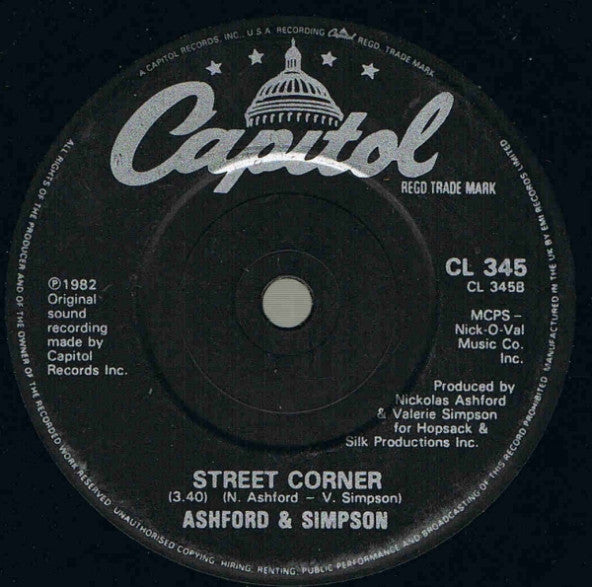 A CAPITOL RECORDS, INC., U.S.A RECORDING Capitol REGD. TRADE MARK
Capitol
REGD TRADE MARK
CL 345
CL 345B
℗1982
Original
sound
recording
made by
Capitol
Records Inc.
MCPS –
Nick-O-Val
Music Co.
Inc.
Produced by
Nickolas Ashford
& Valerie Simpson
for Hopsack &
Silk Productions Inc.
STREET CORNER
(3.40) (N. Ashford – V. Simpson)
ASHFORD & SIMPSON
ALL RIGHTS OF THE PRODUCER AND OF THE OWNER OF THE RECORDED WORK RESERVED. UNAUTHORISED COPYING, HIRING, RENTING, PUBLIC PERFORMANCE AND BROADCASTING OF THIS RECORD PROHIBITED MANUFACTURED IN THE UK BY EMI RECORDS LIMITED